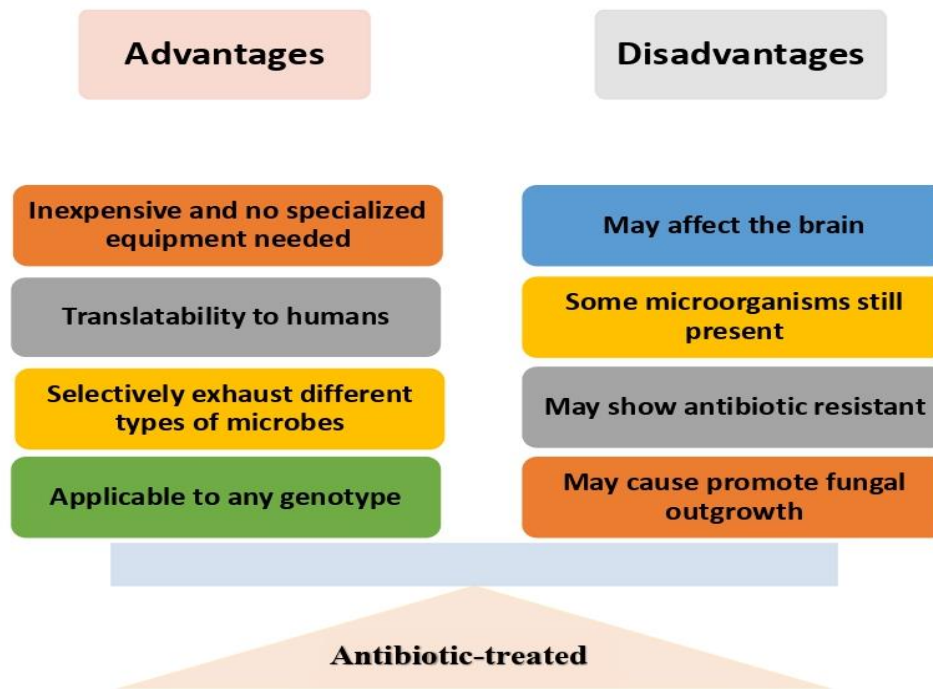 Advantages
Disadvantages
Inexpensive and no specialized
equipment needed
Translatability to humans
Selectively exhaust different
types of microbes
Applicable to any genotype
May affect the brain
Some microorganisms still
present
May show antibiotic resistant
May cause promote fungal
outgrowth
Antibiotic-treated